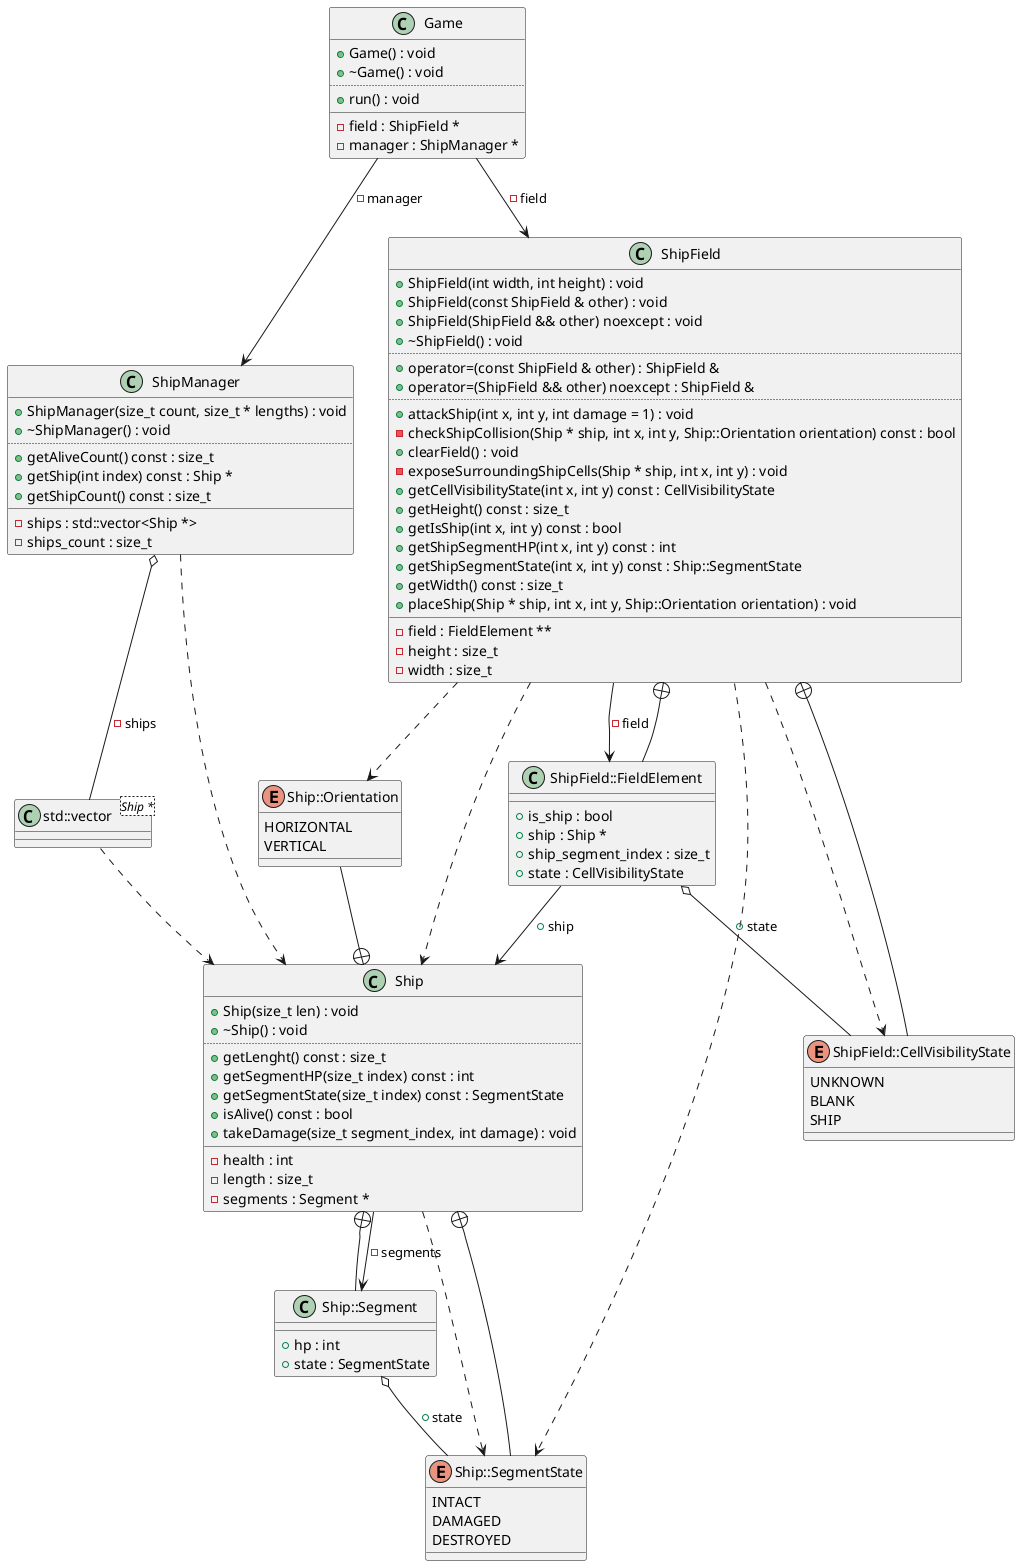 Game
Game() : void
~Game() : void
run() : void
field : ShipField *
manager : ShipManager *
manager
field
ShipField
ShipField(int width, int height) : void
ShipField(const ShipField & other) : void
ShipField(ShipField && other) noexcept : void
~ShipField() : void
operator=(const ShipField & other) : ShipField &
operator=(ShipField && other) noexcept : ShipField &
attackShip(int x, int y, int damage = 1) : void
checkShipCollision(Ship * ship, int x, int y, Ship::Orientation orientation) const : bool
clearField() : void
exposeSurroundingShipCells(Ship * ship, int x, int y) : void
getCellVisibilityState(int x, int y) const : CellVisibilityState
getHeight() const : size_t
getIsShip(int x, int y) const : bool
getShipSegmentHP(int x, int y) const : int
getShipSegmentState(int x, int y) const : Ship::SegmentState
getWidth() const : size_t
placeShip(Ship * ship, int x, int y, Ship::Orientation orientation) : void
field : FieldElement **
height : size_t
width : size_t
ShipManager
ShipManager(size_t count, size_t * lengths) : void
~ShipManager() : void
getAliveCount() const : size_t
getShip(int index) const : Ship *
getShipCount() const : size_t
ships : std::vector<Ship *>
ships_count : size_t
ships
field
std::vector
Ship *
Ship::Orientation
HORIZONTAL
VERTICAL
ShipField::FieldElement
is_ship : bool
ship : Ship *
ship_segment_index : size_t
state : CellVisibilityState
ship
state
Ship
Ship(size_t len) : void
~Ship() : void
getLenght() const : size_t
getSegmentHP(size_t index) const : int
getSegmentState(size_t index) const : SegmentState
isAlive() const : bool
takeDamage(size_t segment_index, int damage) : void
health : int
length : size_t
segments : Segment *
ShipField::CellVisibilityState
UNKNOWN
BLANK
SHIP
segments
Ship::Segment
hp : int
state : SegmentState
state
Ship::SegmentState
INTACT
DAMAGED
DESTROYED